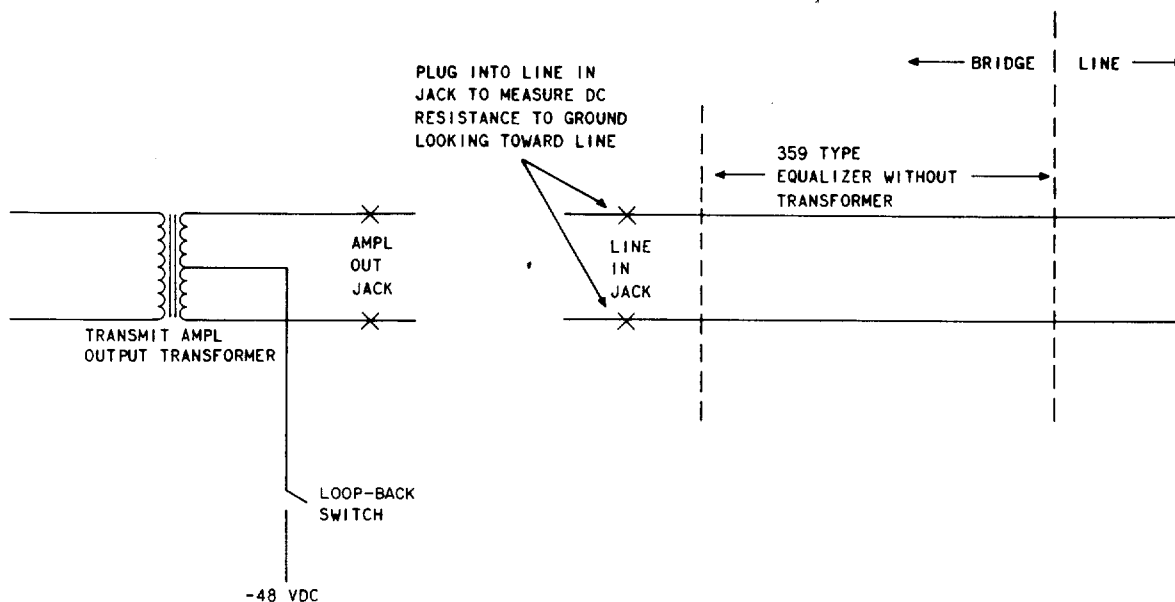 BRIDGE
LINE
PLUG INTO LINE IN
JACK TO MEASURE DC
RESISTANCE TO GROUND
LOOKING TOWARD LINE
359 TYPE
EQUALIZER WITHOUT
TRANSFORMER
AMPL
OUT
JACK
LINE
IN
JACK
TRANSMIT AMPL
OUTPUT TRANSFORMER
LOOP-BACK
SWITCH
-48 VDC